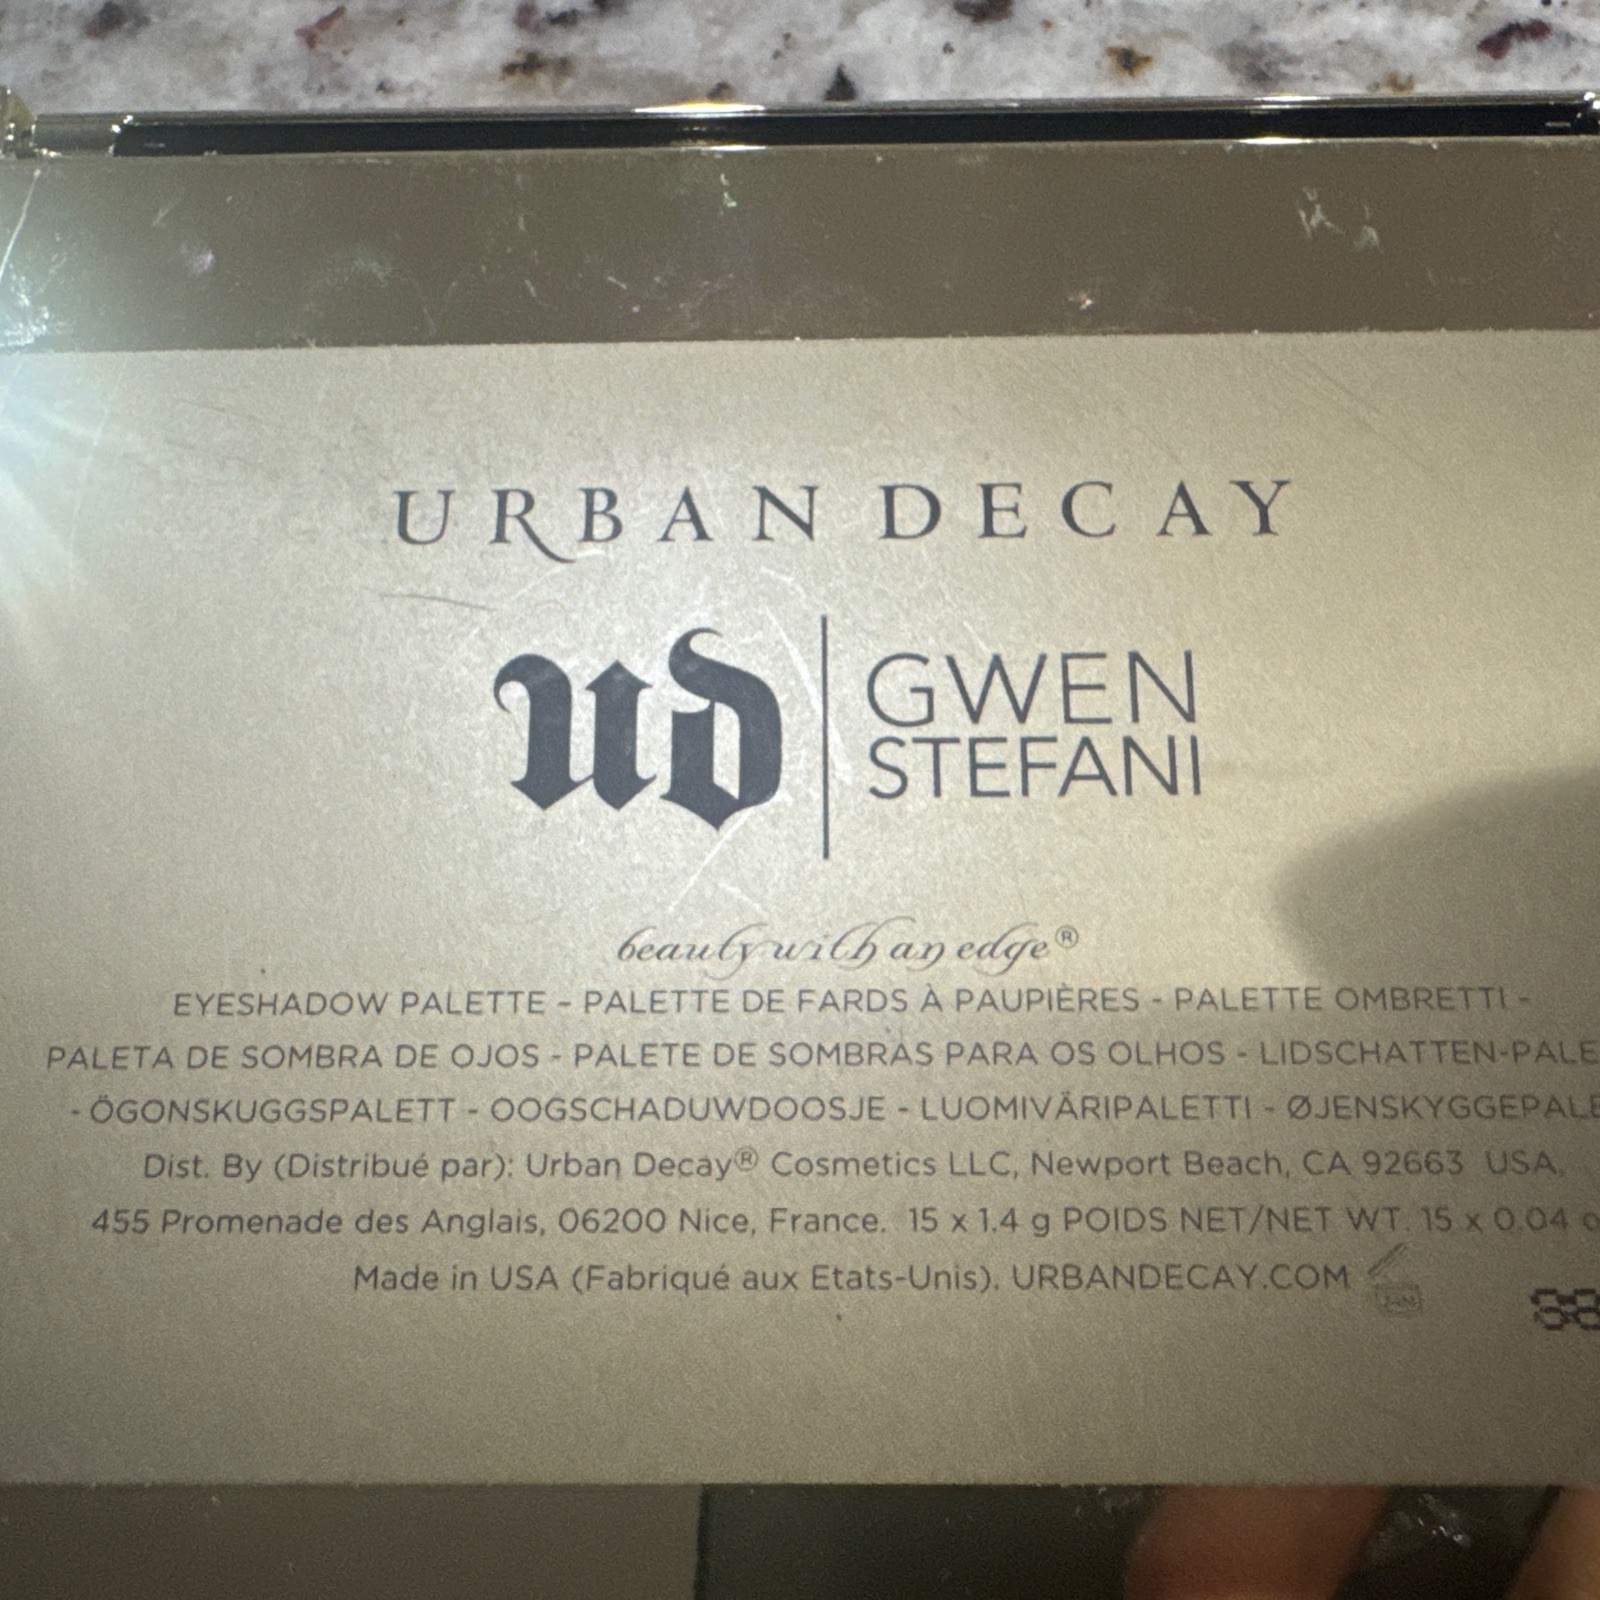 URBAN DECAY
ud
GWEN
STEFANI
beauty with an edge®
EYESHADOW PALETTE – PALETTE DE FARDS À PAUPIÈRES - PALETTE OMBRETTI -
PALETA DE SOMBRA DE OJOS - PALETE DE SOMBRAS PARA OS OLHOS - LIDSCHATTEN-PALE
- ÖGONSKUGGSPALETT - OOGSCHADUWDOOSJE - LUOMIVÄRIPALETTI - ØJENSKYGGEPALE
Dist. By (Distribué par): Urban Decay® Cosmetics LLC, Newport Beach, CA 92663 USA.
455 Promenade des Anglais, 06200 Nice, France. 15 x 1.4 g POIDS NET/NET WT. 15 x 0.04 o
Made in USA (Fabriqué aux Etats-Unis). URBANDECAY.COM